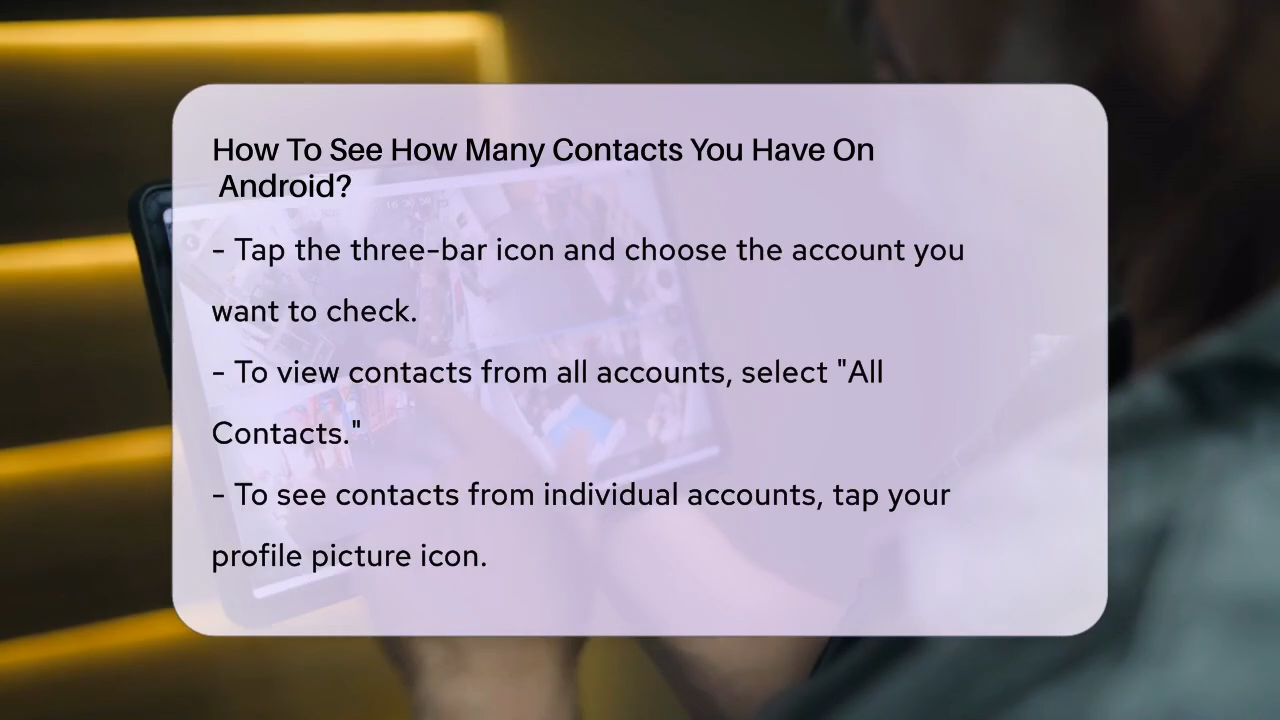 How To See How Many Contacts You Have On
Android?
- Tap the three-bar icon and choose the account you
want to check.
- To view contacts from all accounts, select "All
Contacts."
- To see contacts from individual accounts, tap your
profile picture icon.